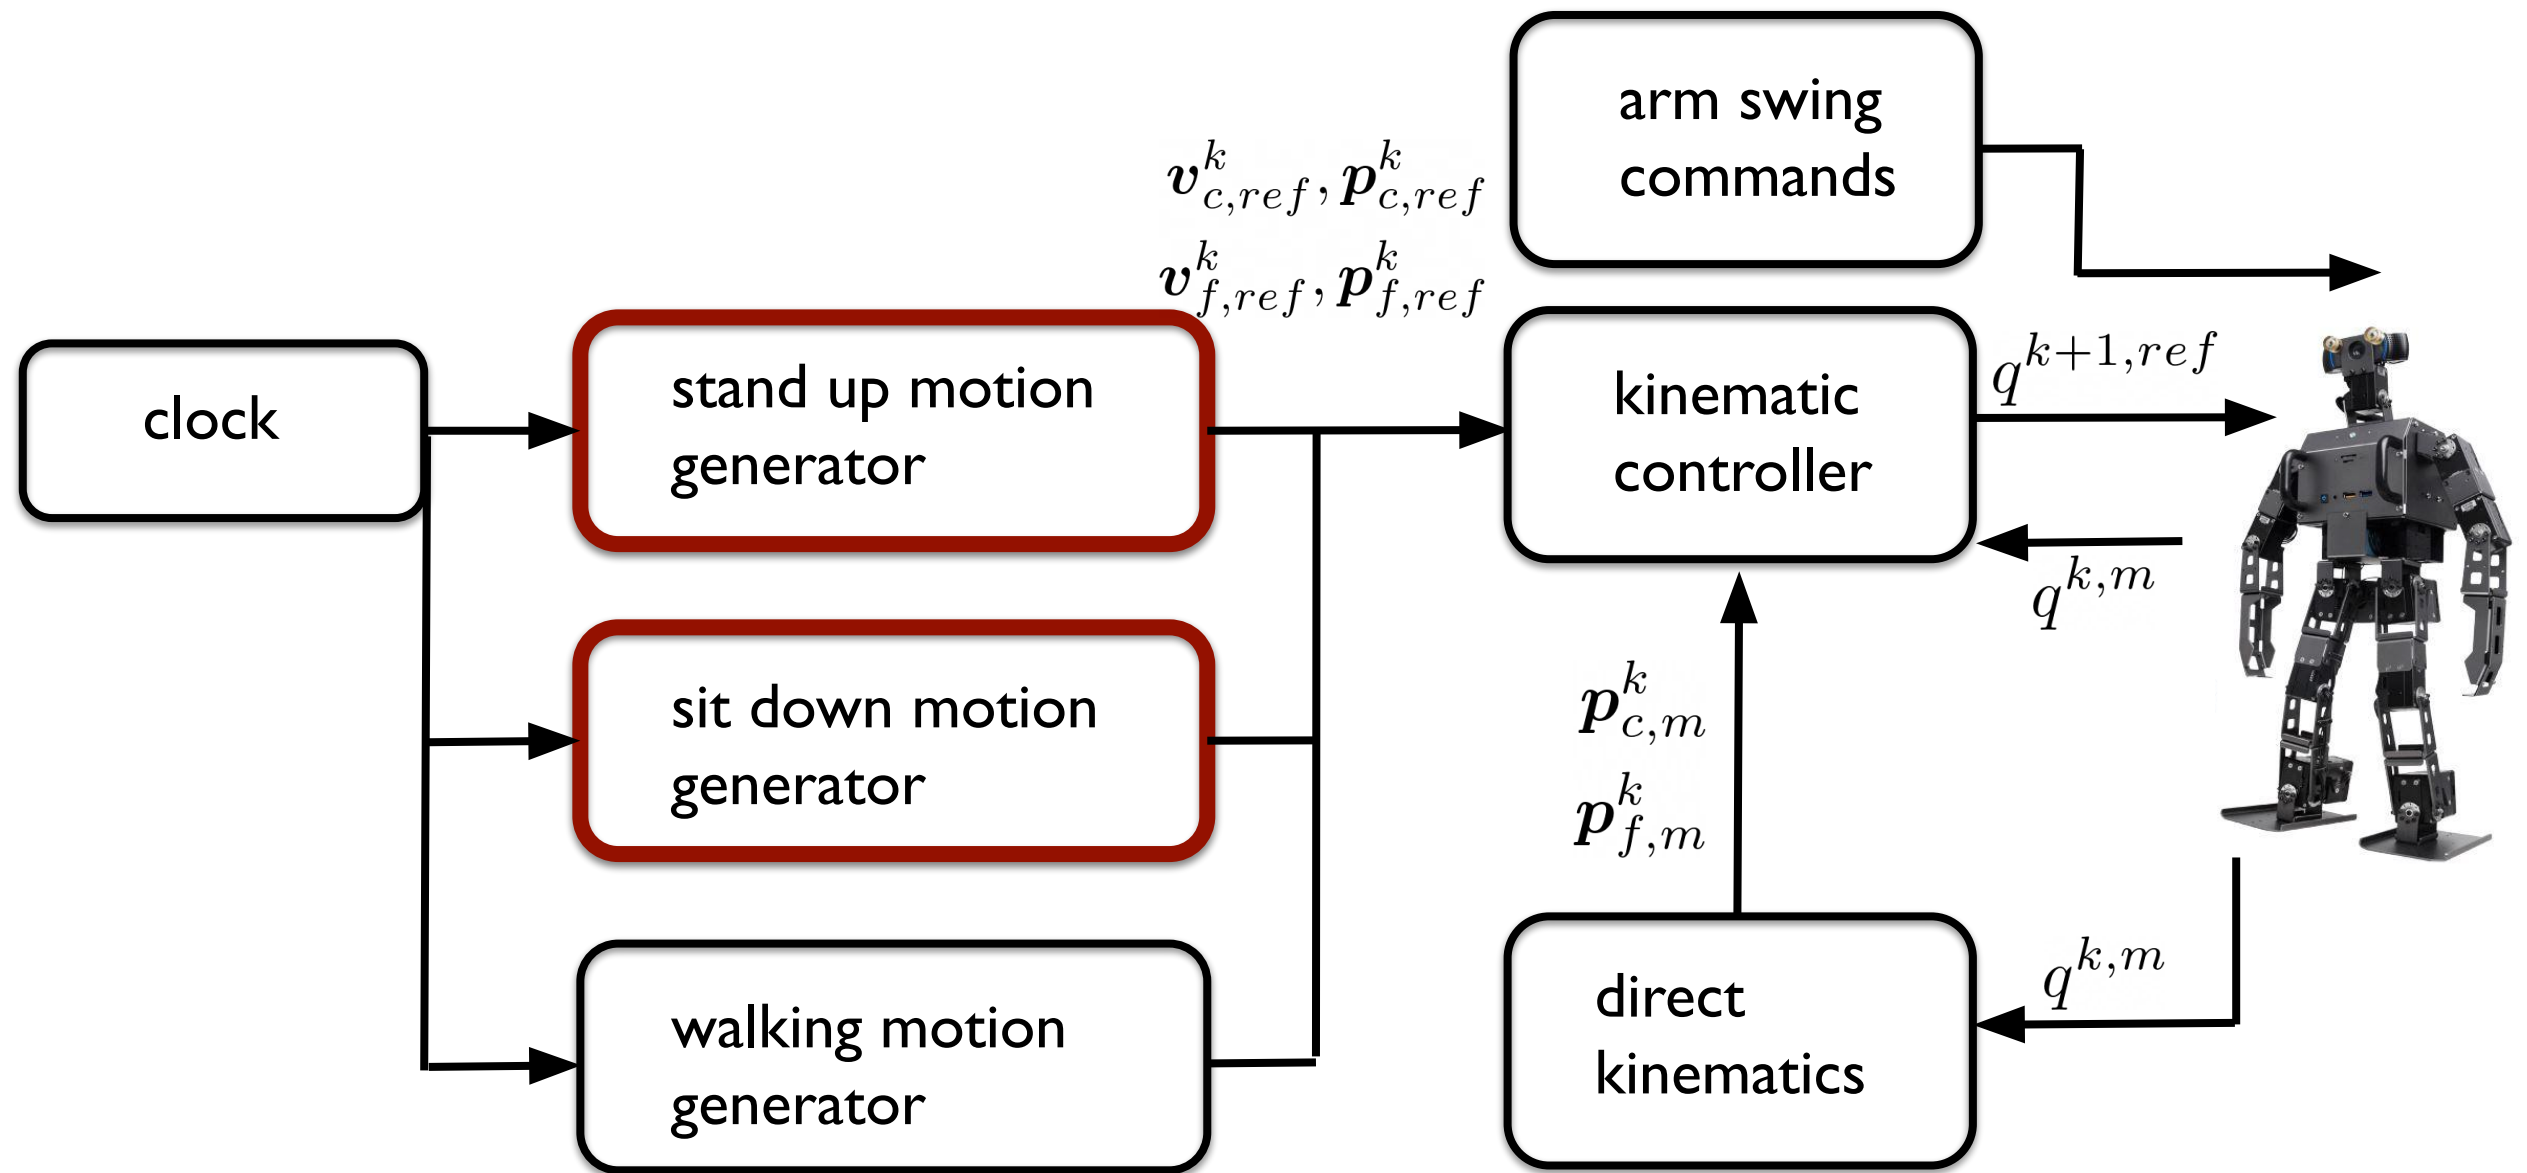 arm swing
commands
v^k_{c,ref}, p^k_{c,ref}
v^k_{f,ref}, p^k_{f,ref}
clock
stand up motion
generator
kinematic
controller
q^{k+1,ref}
q^{k,m}
sit down motion
generator
p^k_{c,m}
p^k_{f,m}
walking motion
generator
direct
kinematics
q^{k,m}